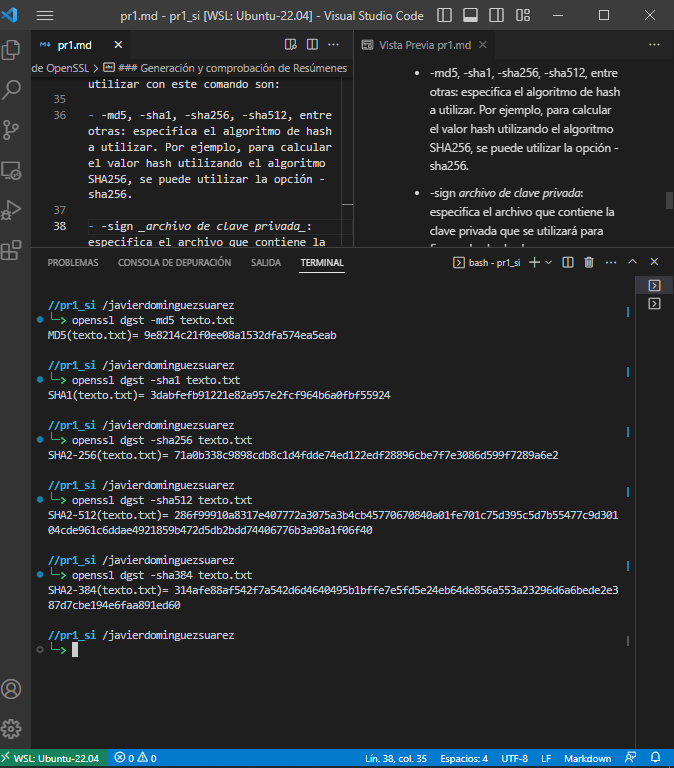 pr1.md - pr1_si [WSL: Ubuntu-22.04] - Visual Studio Code
pr1.md
de OpenSSL > ### Generación y comprobación de Resúmenes
utilizar con este comando son:
35
36 - -md5, -sha1, -sha256, -sha512, entre
otras: especifica el algoritmo de hash
a utilizar. Por ejemplo, para calcular
el valor hash utilizando el algoritmo
SHA256, se puede utilizar la opción -
sha256.
37
38 - -sign _archivo de clave privada_:
especifica el archivo que contiene la
Vista Previa pr1.md
• -md5, -sha1, -sha256, -sha512, entre
otras: especifica el algoritmo de hash
a utilizar. Por ejemplo, para calcular
el valor hash utilizando el algoritmo
SHA256, se puede utilizar la opción -
sha256.
• -sign archivo de clave privada:
especifica el archivo que contiene la
clave privada que se utilizará para
PROBLEMAS CONSOLA DE DEPURACIÓN SALIDA TERMINAL
bash - pr1_si
//pr1_si /javierdominguezsuarez
└─> openssl dgst -md5 texto.txt
MD5(texto.txt)= 9e8214c21f0ee08a1532dfa574ea5eab
//pr1_si /javierdominguezsuarez
└─> openssl dgst -sha1 texto.txt
SHA1(texto.txt)= 3dabfefb91221e82a957e2fcf964b6a0fbf55924
//pr1_si /javierdominguezsuarez
└─> openssl dgst -sha256 texto.txt
SHA2-256(texto.txt)= 71a0b338c9898cdb8c1d4fdde74ed122edf28896cbe7f7e3086d599f7289a6e2
//pr1_si /javierdominguezsuarez
└─> openssl dgst -sha512 texto.txt
SHA2-512(texto.txt)= 286f99910a8317e407772a3075a3b4cb45770670840a01fe701c75d395c5d7b55477c9d301
04cde961c6ddae4921859b472d5db2bdd74406776b3a98a1f06f40
//pr1_si /javierdominguezsuarez
└─> openssl dgst -sha384 texto.txt
SHA2-384(texto.txt)= 314afe88af542f7a542d6d4640495b1bffe7e5fd5e24eb64de856a553a23296d6a6bede2e3
87d7cbe194e6faa891ed60
//pr1_si /javierdominguezsuarez
└─>
WSL: Ubuntu-22.04 0 0 Lín. 38, col. 35 Espacios: 4 UTF-8 LF Markdown